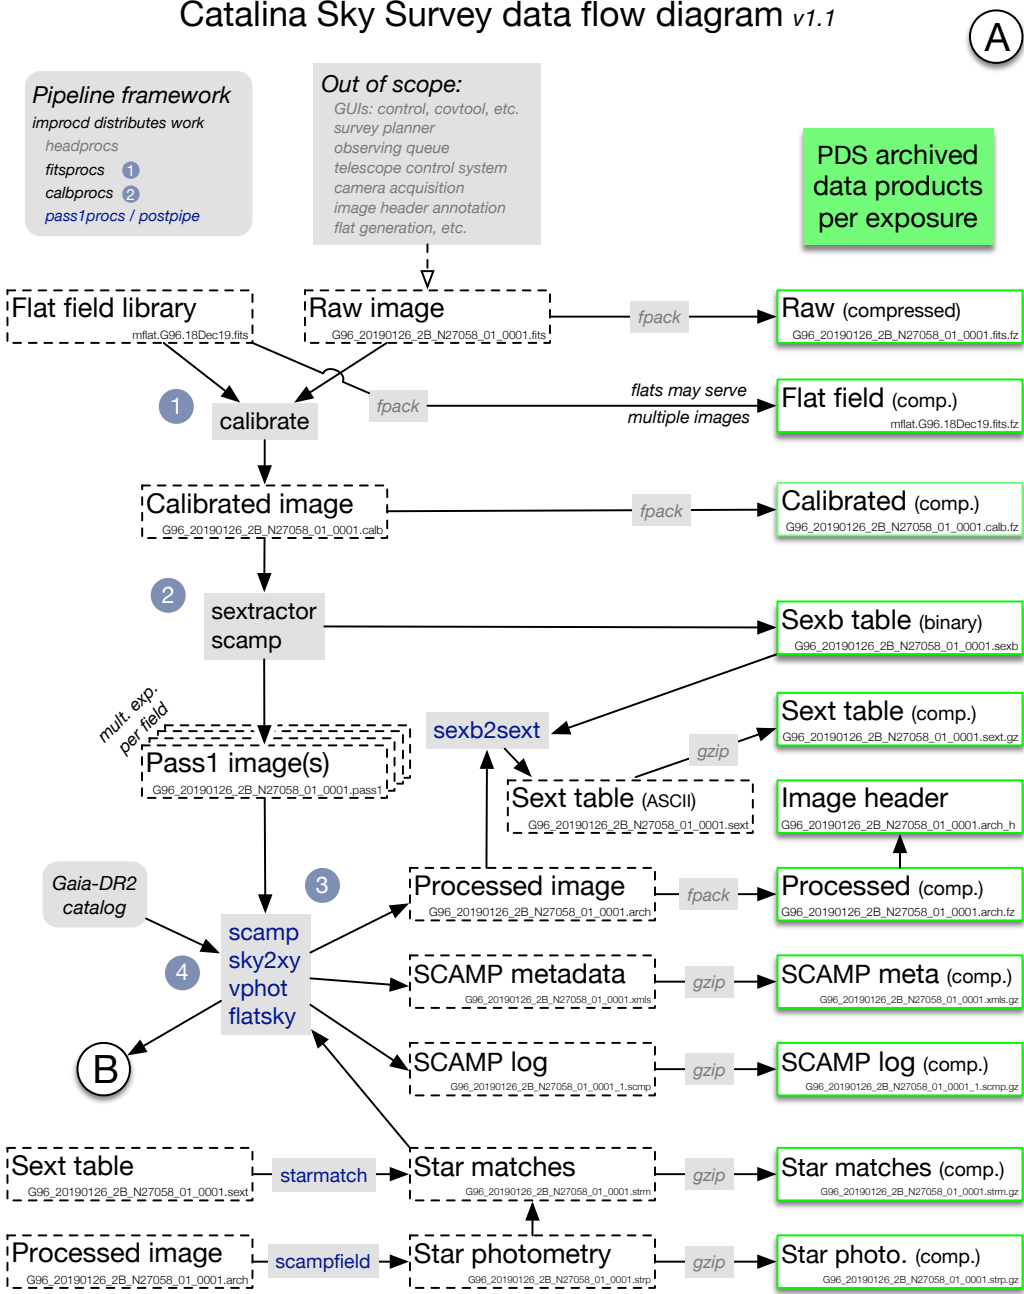 Catalina Sky Survey data flow diagram v1.1
A
Pipeline framework
improcd distributes work
headprocs
fitsprocs 1
calbprocs 2
pass1procs / postpipe
Out of scope:
GUIs: control, covtool, etc.
survey planner
observing queue
telescope control system
camera acquisition
image header annotation
flat generation, etc.
PDS archived
data products
per exposure
Flat field library
mflat.G96.18Dec19.fits
Raw image
G96_20190126_2B_N27058_01_0001.fits
fpack
Raw (compressed)
G96_20190126_2B_N27058_01_0001.fits.fz
1
calibrate
fpack
flats may serve
multiple images
Flat field (comp.)
mflat.G96.18Dec19.fits.fz
Calibrated image
G96_20190126_2B_N27058_01_0001.calb
fpack
Calibrated (comp.)
G96_20190126_2B_N27058_01_0001.calb.fz
2
sextractor
scamp
Sexb table (binary)
G96_20190126_2B_N27058_01_0001.sexb
mult. exp.
per field
Pass1 image(s)
G96_20190126_2B_N27058_01_0001.pass1
sexb2sext
gzip
Sext table (comp.)
G96_20190126_2B_N27058_01_0001.sext.gz
Sext table (ASCII)
G96_20190126_2B_N27058_01_0001.sext
Image header
G96_20190126_2B_N27058_01_0001.arch_h
Gaia-DR2
catalog
3
4
scamp
sky2xy
vphot
flatsky
B
Processed image
G96_20190126_2B_N27058_01_0001.arch
fpack
Processed (comp.)
G96_20190126_2B_N27058_01_0001.arch.fz
SCAMP metadata
G96_20190126_2B_N27058_01_0001.xmls
gzip
SCAMP meta (comp.)
G96_20190126_2B_N27058_01_0001.xmls.gz
SCAMP log
G96_20190126_2B_N27058_01_0001_1.scmp
gzip
SCAMP log (comp.)
G96_20190126_2B_N27058_01_0001_1.scmp.gz
Sext table
G96_20190126_2B_N27058_01_0001.sext
starmatch
Star matches
G96_20190126_2B_N27058_01_0001.strm
gzip
Star matches (comp.)
G96_20190126_2B_N27058_01_0001.strm.gz
Processed image
G96_20190126_2B_N27058_01_0001.arch
scampfield
Star photometry
G96_20190126_2B_N27058_01_0001.strp
gzip
Star photo. (comp.)
G96_20190126_2B_N27058_01_0001.strp.gz